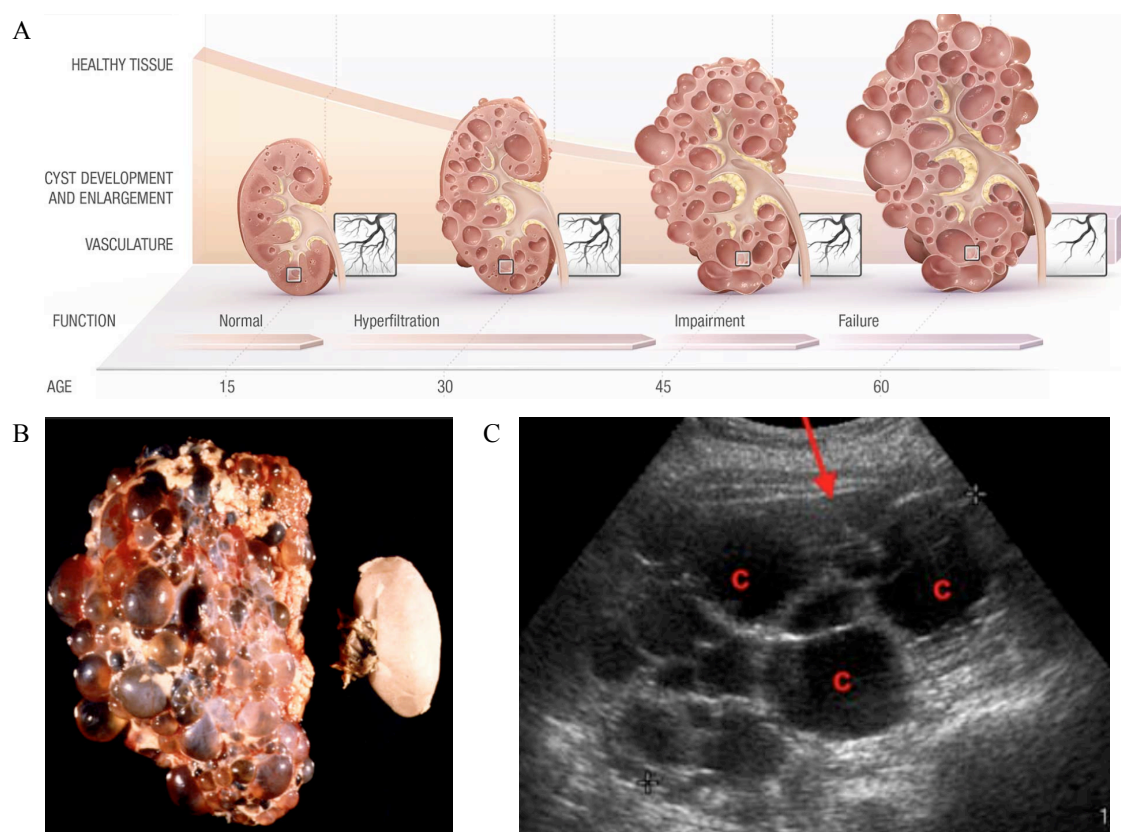 A
HEALTHY TISSUE
CYST DEVELOPMENT
AND ENLARGEMENT
VASCULATURE
FUNCTION Normal Hyperfiltration Impairment Failure
AGE 15 30 45 60
B C
C C
C
1